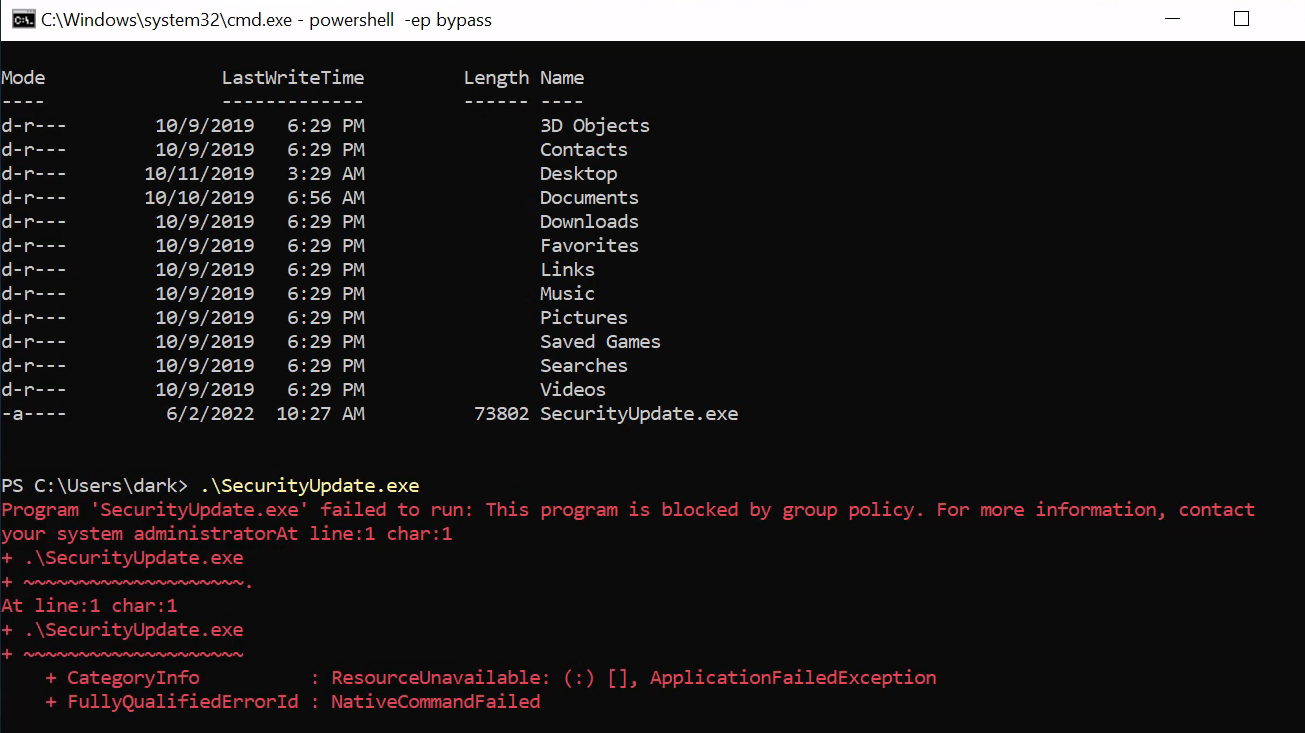 C:\Windows\system32\cmd.exe - powershell  -ep bypass
Mode                LastWriteTime         Length Name
----                -------------         ------ ----
d-r---        10/9/2019   6:29 PM                3D Objects
d-r---        10/9/2019   6:29 PM                Contacts
d-r---       10/11/2019   3:29 AM                Desktop
d-r---       10/10/2019   6:56 AM                Documents
d-r---        10/9/2019   6:29 PM                Downloads
d-r---        10/9/2019   6:29 PM                Favorites
d-r---        10/9/2019   6:29 PM                Links
d-r---        10/9/2019   6:29 PM                Music
d-r---        10/9/2019   6:29 PM                Pictures
d-r---        10/9/2019   6:29 PM                Saved Games
d-r---        10/9/2019   6:29 PM                Searches
d-r---        10/9/2019   6:29 PM                Videos
-a----         6/2/2022  10:27 AM          73802 SecurityUpdate.exe
PS C:\Users\dark> .\SecurityUpdate.exe
Program 'SecurityUpdate.exe' failed to run: This program is blocked by group policy. For more information, contact
your system administratorAt line:1 char:1
+ .\SecurityUpdate.exe
+ ~~~~~~~~~~~~~~~~~~~~.
At line:1 char:1
+ .\SecurityUpdate.exe
+ ~~~~~~~~~~~~~~~~~~~~
    + CategoryInfo          : ResourceUnavailable: (:) [], ApplicationFailedException
    + FullyQualifiedErrorId : NativeCommandFailed